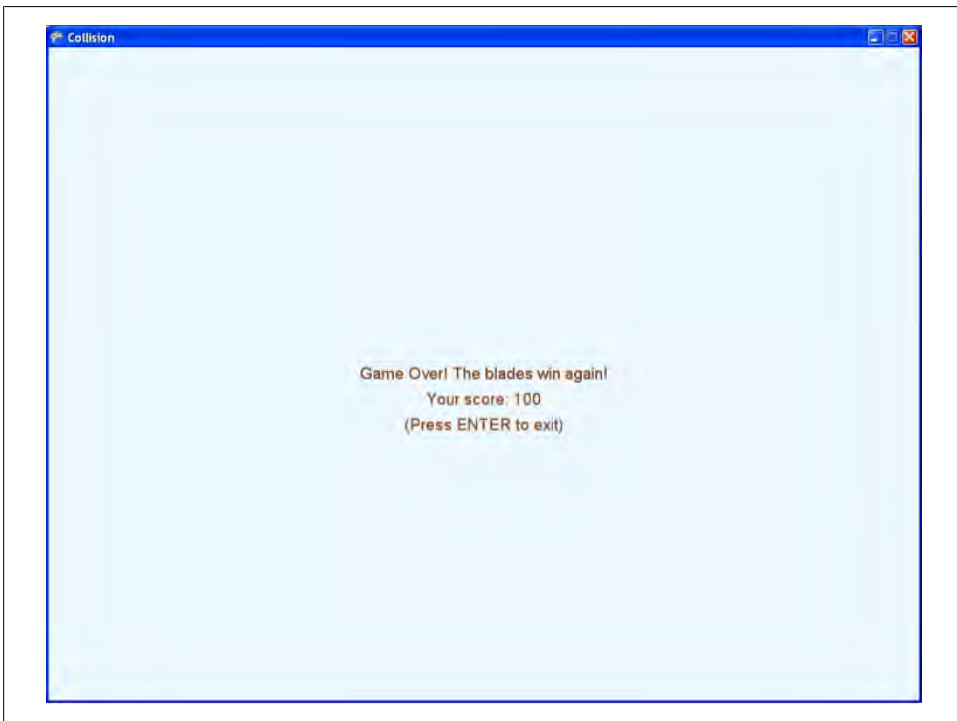 Collision
Game Over! The blades win again!
Your score: 100
(Press ENTER to exit)